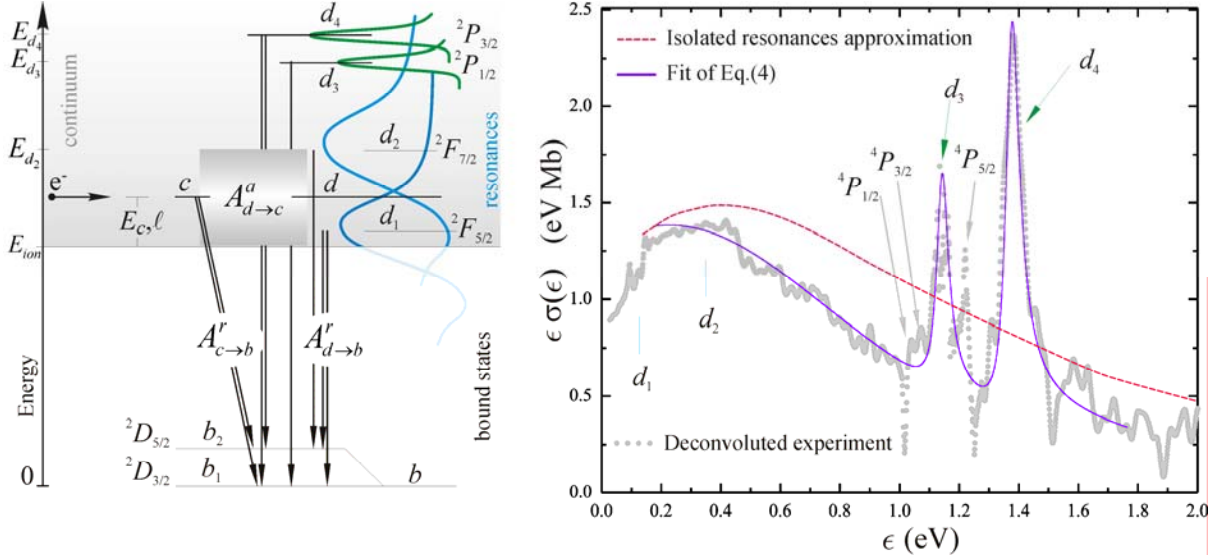 E_{d_4}
E_{d_3}
E_{d_2}
E_{ion}
0
Energy
continuum
e^-
c
E_c, ℓ
A^a_{d→c}
d
d_1
d_2
d_3
d_4
^2P_{3/2}
^2P_{1/2}
^2F_{7/2}
^2F_{5/2}
resonances
bound states
A^r_{c→b}
A^r_{d→b}
^2D_{5/2}
b_2
^2D_{3/2}
b_1
b
ϵ σ(ϵ) (eV Mb)
2.5
2.0
1.5
1.0
0.5
0.0
Isolated resonances approximation
Fit of Eq.(4)
d_3
d_4
^4P_{3/2}
^4P_{5/2}
^4P_{1/2}
d_2
d_1
Deconvoluted experiment
0.0 0.2 0.4 0.6 0.8 1.0 1.2 1.4 1.6 1.8 2.0
ϵ (eV)